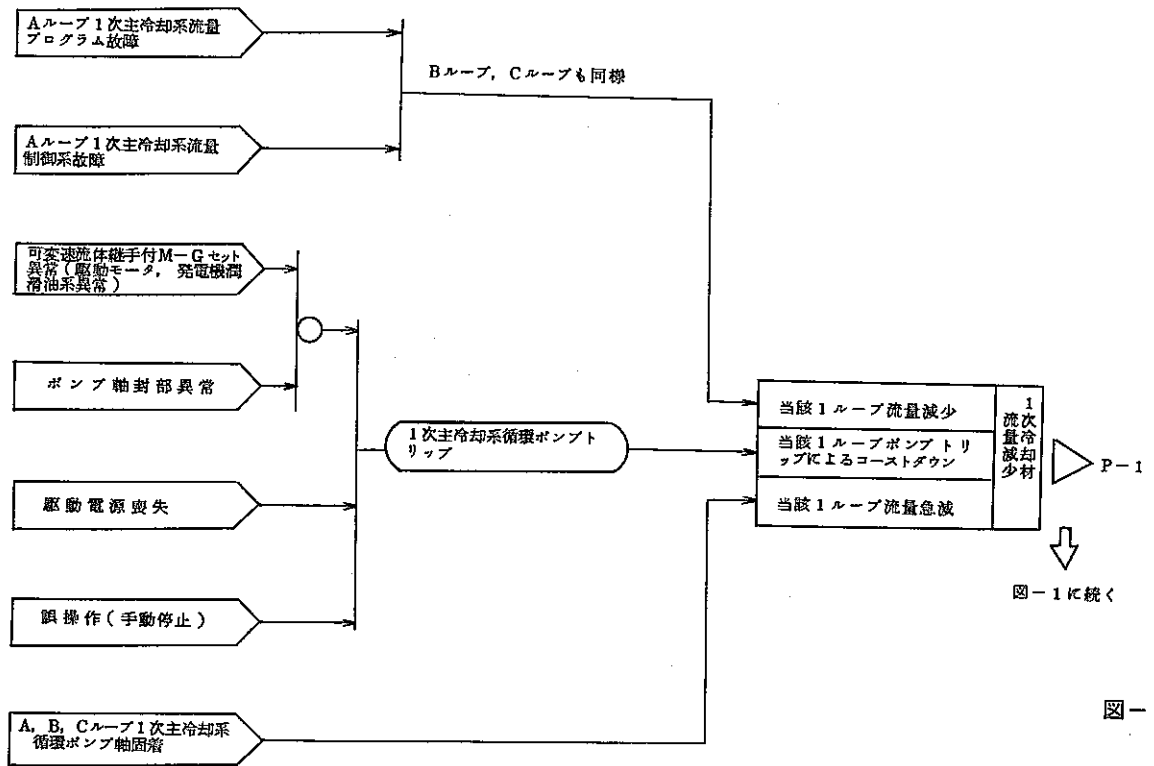 Aループ1次主冷却系流量
プログラム故障
Bループ，Cループも同様
Aループ1次主冷却系流量
制御系故障
可変速流体継手付M－Gセット
異常（駆動モータ， 発電機潤
滑油系異常）
ポンプ軸封部異常
1次主冷却系循環ポンプト
リップ
駆動電源喪失
誤操作（手動停止）
A，B，Cループ1次主冷却系
循環ポンプ軸固着
当該1ループ流量減少
当該1ループポンプトリ
ップによるコーストダウン
当該1ループ流量急減
1次冷却材
流量減少
P－1
図－1に続く
図－